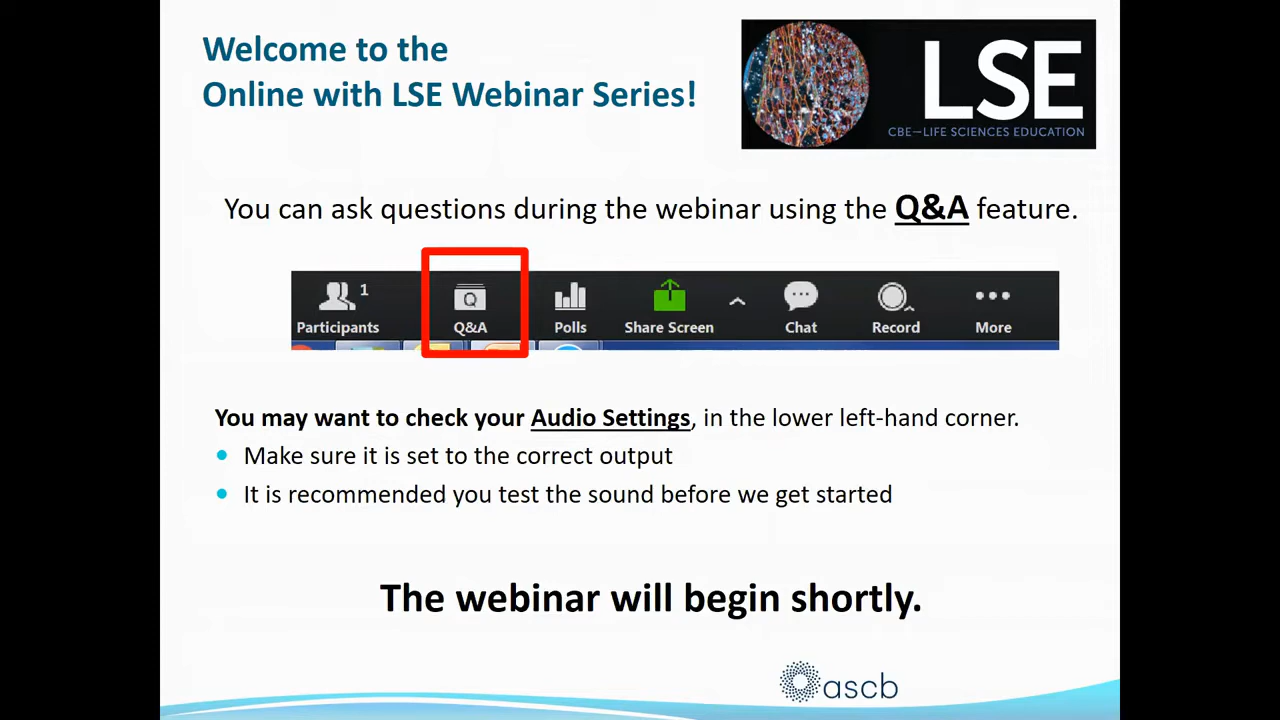 Welcome to the
Online with LSE Webinar Series!
LSE
CBE—LIFE SCIENCES EDUCATION
You can ask questions during the webinar using the Q&A feature.
1
Participants
Q
Q&A
Polls
Share Screen
Chat
Record
More
You may want to check your Audio Settings, in the lower left-hand corner.
Make sure it is set to the correct output
It is recommended you test the sound before we get started
The webinar will begin shortly.
ascb